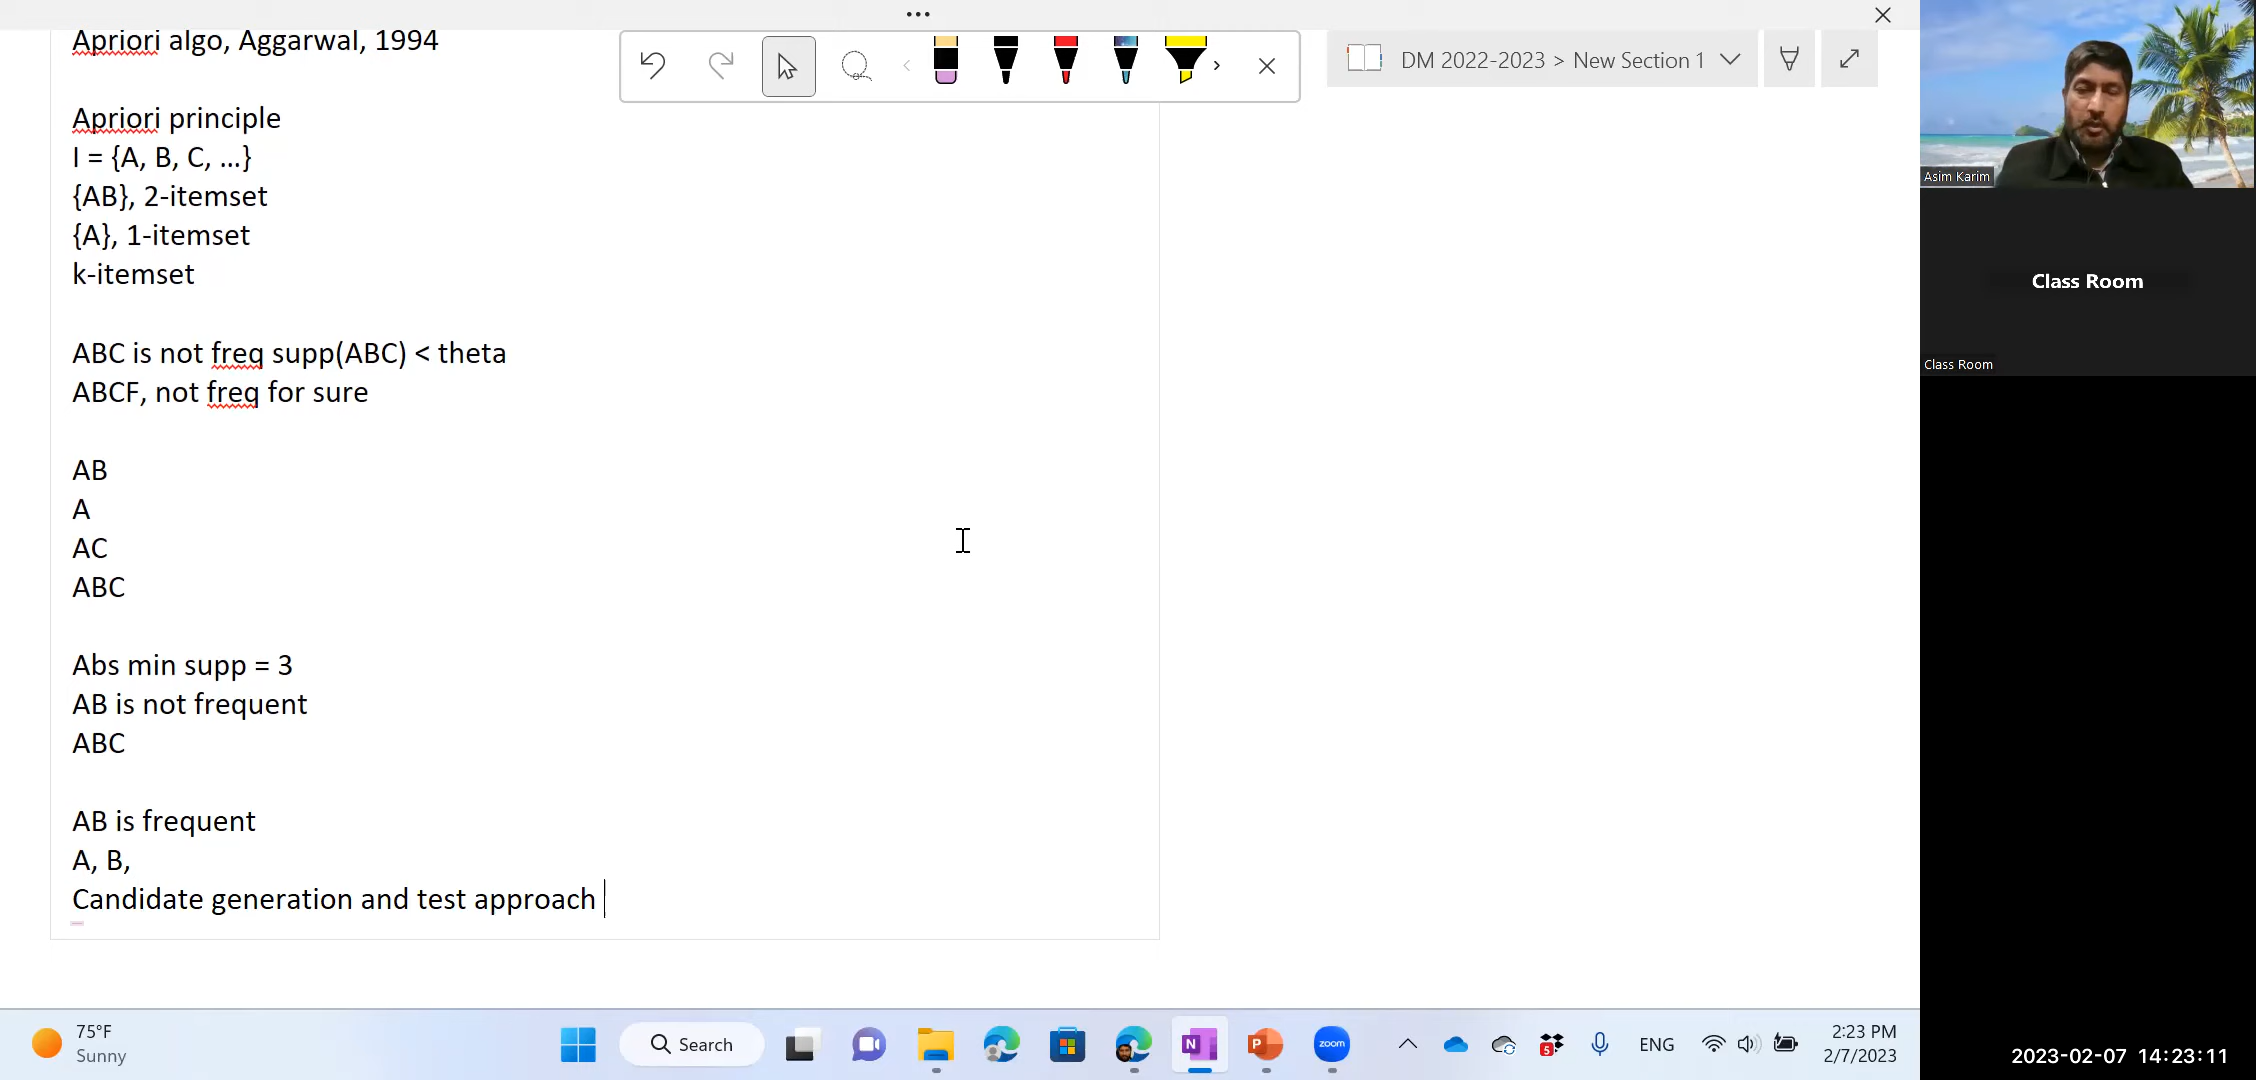 Apriori algo, Aggarwal, 1994
Apriori principle
I = {A, B, C, ...}
{AB}, 2-itemset
{A}, 1-itemset
k-itemset
ABC is not freq supp(ABC) < theta
ABCF, not freq for sure
AB
A
AC
ABC
Abs min supp = 3
AB is not frequent
ABC
AB is frequent
A, B,
Candidate generation and test approach
DM 2022-2023 > New Section 1
Asim Karim
Class Room
Class Room
75°F
Sunny
Search
N
P
zoom
5
ENG
2:23 PM
2/7/2023
2023-02-07 14:23:11